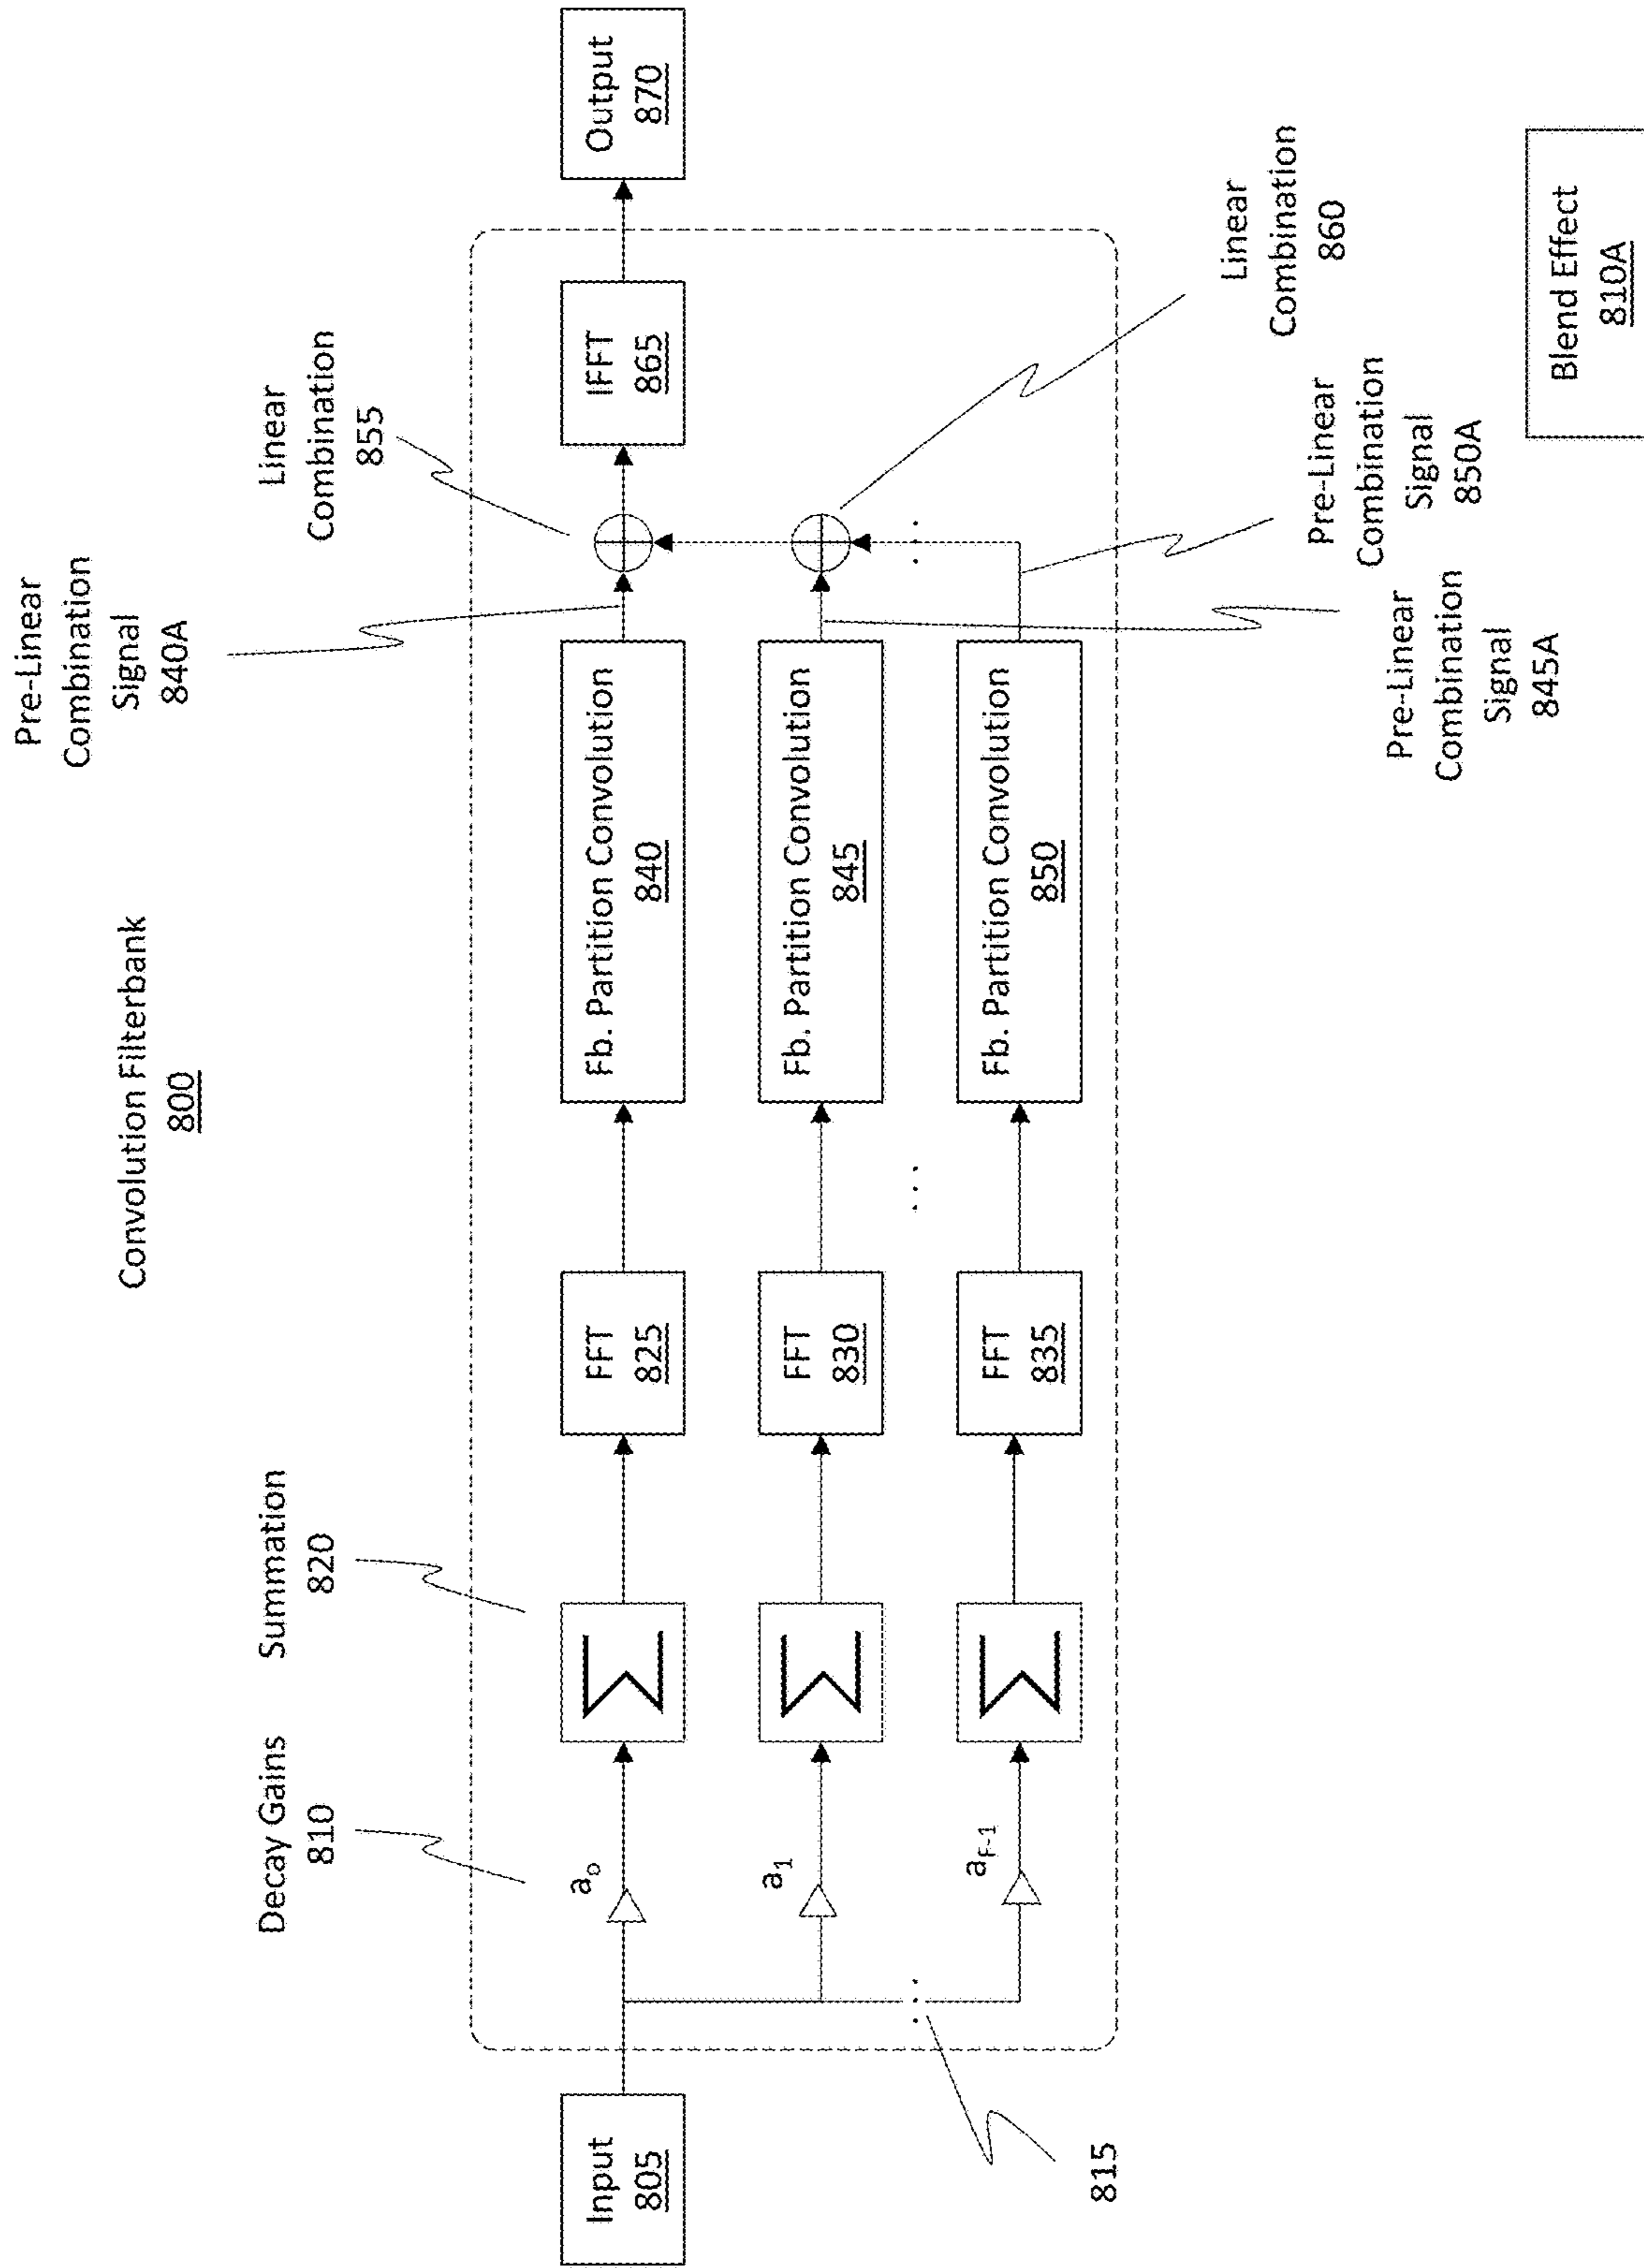 Convolution Filterbank
800
Pre-Linear
Combination
Signal
840A
Decay Gains
810
Summation
820
Linear
Combination
855
Input
805
a₀
Σ
FFT
825
Fb. Partition Convolution
840
IFFT
865
Output
870
a₁
Σ
FFT
830
Fb. Partition Convolution
845
...
...
...
a_F-1
Σ
FFT
835
Fb. Partition Convolution
850
815
Linear
Combination
860
Pre-Linear
Combination
Signal
850A
Pre-Linear
Combination
Signal
845A
Blend Effect
810A